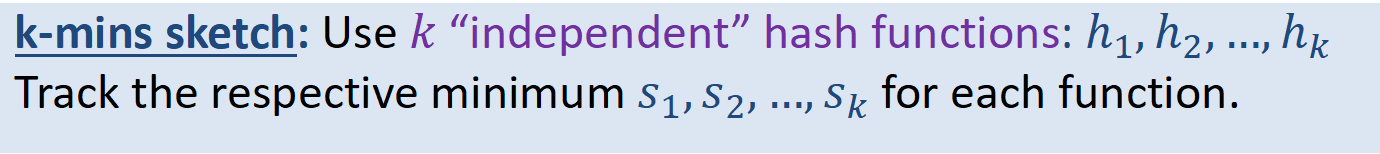 k-mins sketch: Use k “independent” hash functions: h₁, h₂, …, hₖ
Track the respective minimum s₁, s₂, …, sₖ for each function.